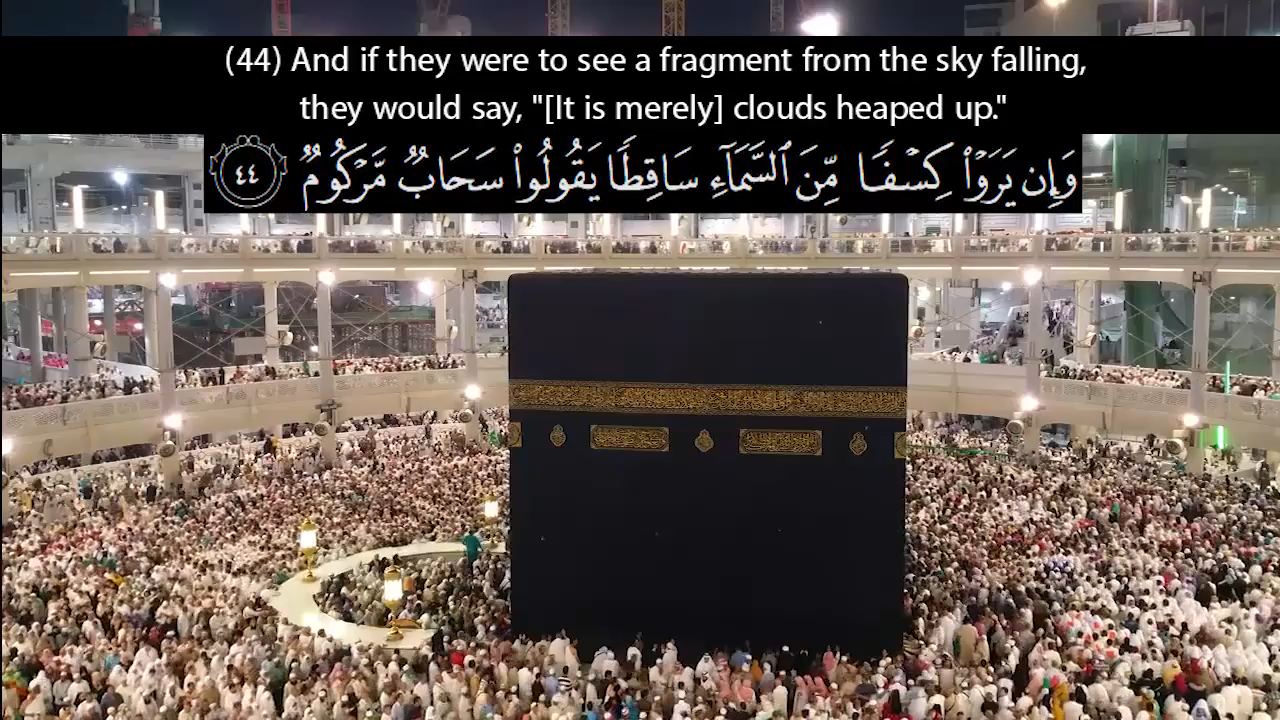 (44) And if they were to see a fragment from the sky falling,
they would say, "[It is merely] clouds heaped up."
وَإِن يَرَوْا۟ كِسْفًا مِّنَ ٱلسَّمَآءِ سَاقِطًا يَقُولُوا۟ سَحَابٌ مَّرْكُومٌ ٤٤